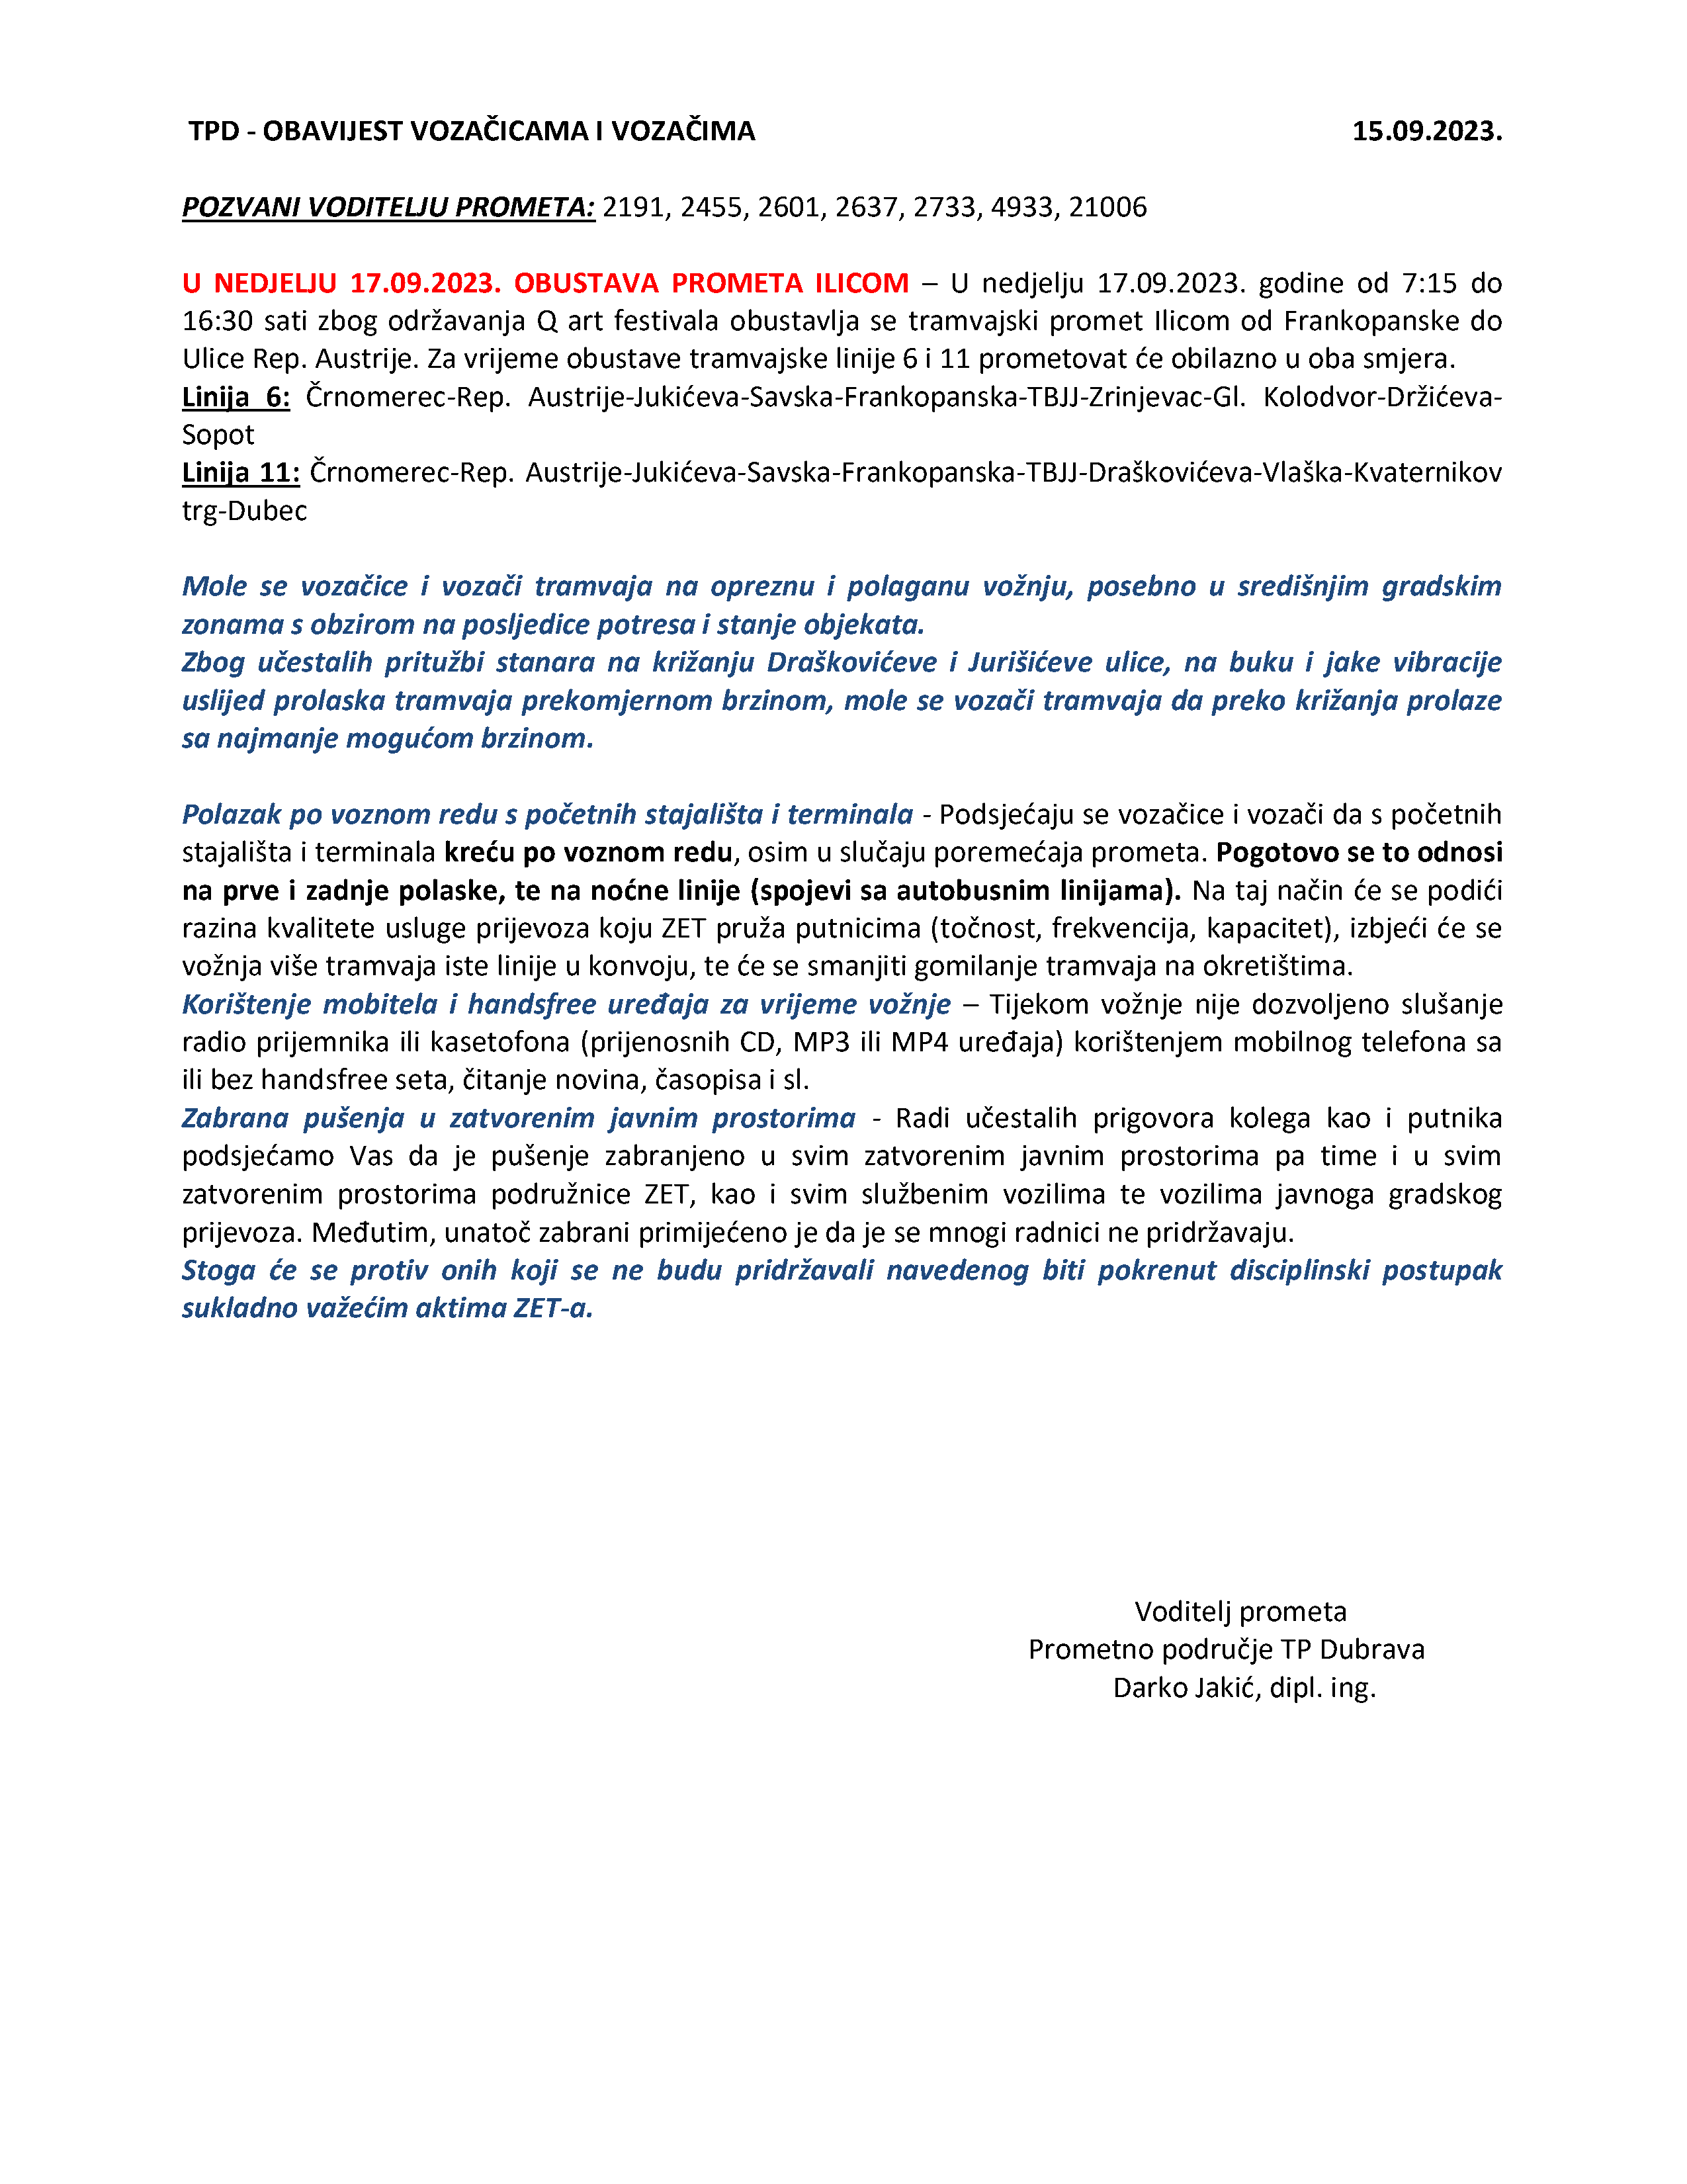 TPD - OBAVIJEST VOZAČICAMA I VOZAČIMA 15.09.2023.
POZVANI VODITELJU PROMETA: 2191, 2455, 2601, 2637, 2733, 4933, 21006
U NEDJELJU 17.09.2023. OBUSTAVA PROMETA ILICOM – U nedjelju 17.09.2023. godine od 7:15 do
16:30 sati zbog održavanja Q art festivala obustavlja se tramvajski promet Ilicom od Frankopanske do
Ulice Rep. Austrije. Za vrijeme obustave tramvajske linije 6 i 11 prometovat će obilazno u oba smjera.
Linija 6: Črnomerec-Rep. Austrije-Jukićeva-Savska-Frankopanska-TBJJ-Zrinjevac-Gl. Kolodvor-Držićeva-
Sopot
Linija 11: Črnomerec-Rep. Austrije-Jukićeva-Savska-Frankopanska-TBJJ-Draškovićeva-Vlaška-Kvaternikov
trg-Dubec
Mole se vozačice i vozači tramvaja na opreznu i polaganu vožnju, posebno u središnjim gradskim
zonama s obzirom na posljedice potresa i stanje objekata.
Zbog učestalih pritužbi stanara na križanju Draškovićeve i Jurišićeve ulice, na buku i jake vibracije
uslijed prolaska tramvaja prekomjernom brzinom, mole se vozači tramvaja da preko križanja prolaze
sa najmanje mogućom brzinom.
Polazak po voznom redu s početnih stajališta i terminala - Podsjećaju se vozačice i vozači da s početnih
stajališta i terminala kreću po voznom redu, osim u slučaju poremećaja prometa. Pogotovo se to odnosi
na prve i zadnje polaske, te na noćne linije (spojevi sa autobusnim linijama). Na taj način će se podići
razina kvalitete usluge prijevoza koju ZET pruža putnicima (točnost, frekvencija, kapacitet), izbjeći će se
vožnja više tramvaja iste linije u konvoju, te će se smanjiti gomilanje tramvaja na okretištima.
Korištenje mobitela i handsfree uređaja za vrijeme vožnje – Tijekom vožnje nije dozvoljeno slušanje
radio prijemnika ili kasetofona (prijenosnih CD, MP3 ili MP4 uređaja) korištenjem mobilnog telefona sa
ili bez handsfree seta, čitanje novina, časopisa i sl.
Zabrana pušenja u zatvorenim javnim prostorima - Radi učestalih prigovora kolega kao i putnika
podsjećamo Vas da je pušenje zabranjeno u svim zatvorenim javnim prostorima pa time i u svim
zatvorenim prostorima podružnice ZET, kao i svim službenim vozilima te vozilima javnoga gradskog
prijevoza. Međutim, unatoč zabrani primijećeno je da je se mnogi radnici ne pridržavaju.
Stoga će se protiv onih koji se ne budu pridržavali navedenog biti pokrenut disciplinski postupak
sukladno važećim aktima ZET-a.
Voditelj prometa
Prometno područje TP Dubrava
Darko Jakić, dipl. ing.